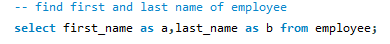 -- find first and last name of employee
select first_name as a,last_name as b from employee;